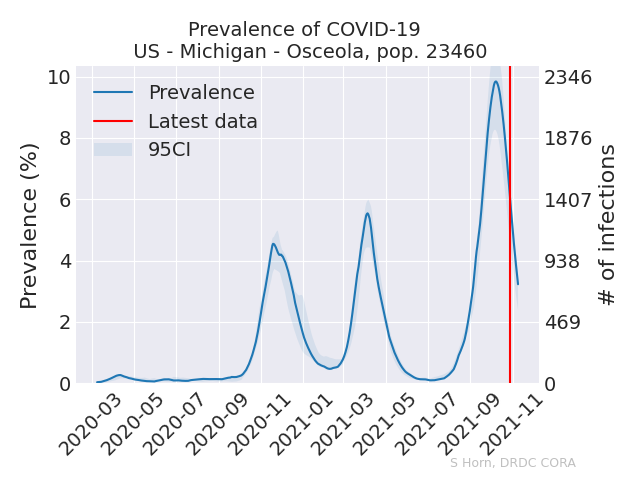 Prevalence of COVID-19
US - Michigan - Osceola, pop. 23460
Prevalence (%)
10
8
6
4
2
0
Prevalence
Latest data
95CI
2346
1876
1407
938
469
0
# of infections
2020-03
2020-05
2020-07
2020-09
2020-11
2021-01
2021-03
2021-05
2021-07
2021-09
2021-11
S Horn, DRDC CORA